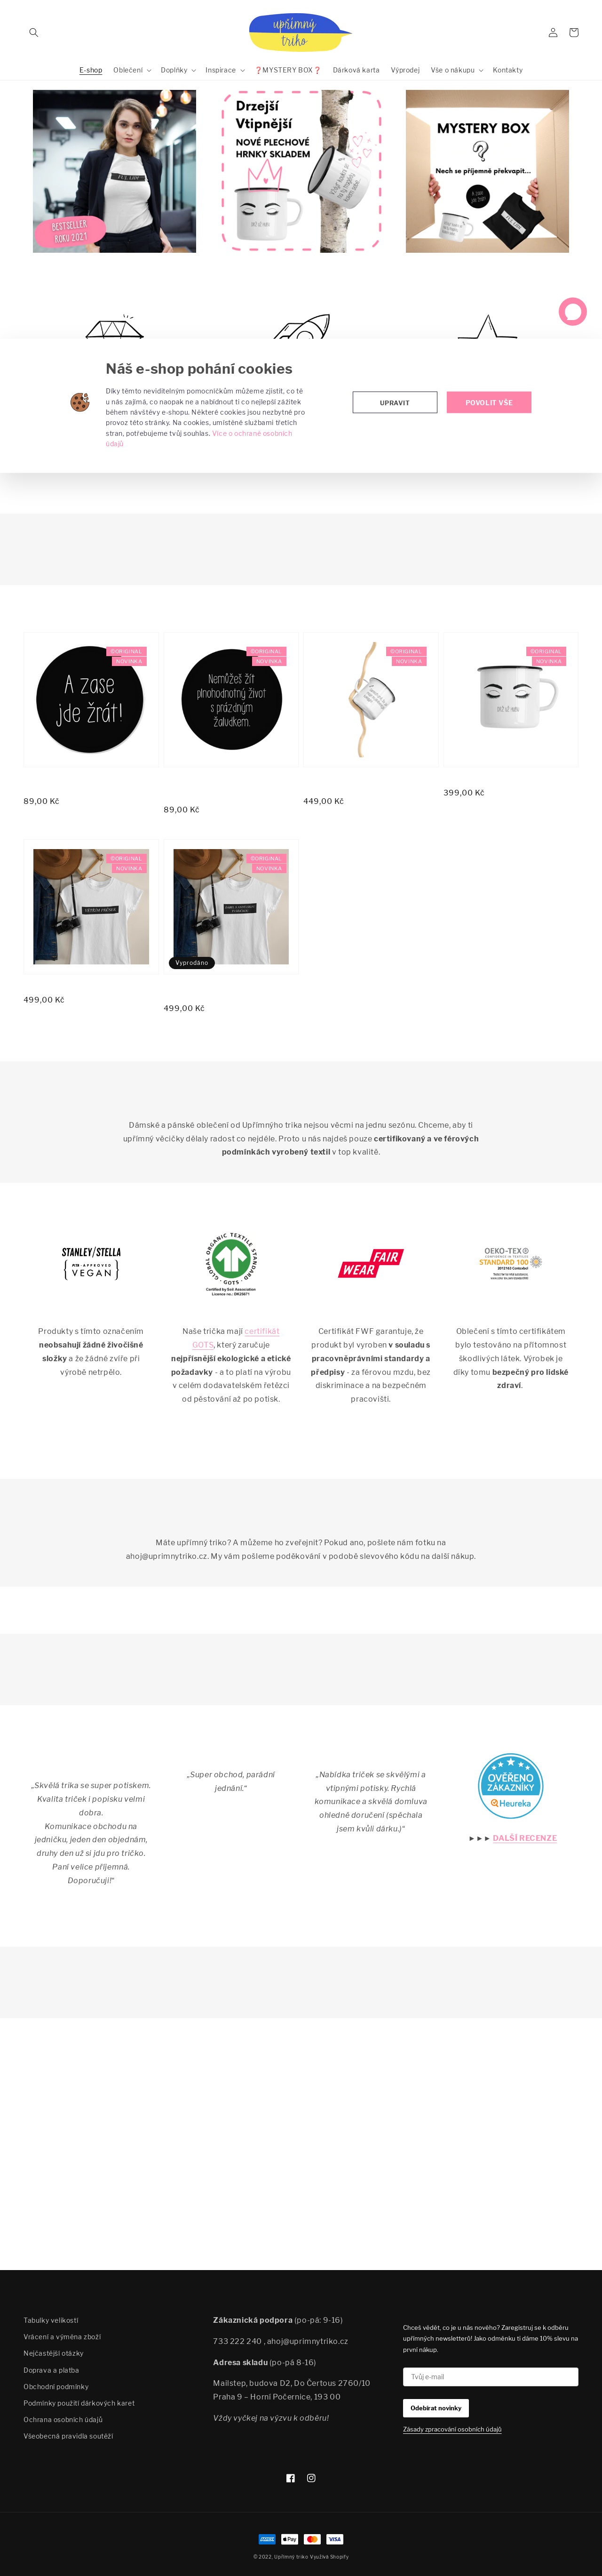 upřímný
triko
E-shop
Oblečení
Doplňky
Inspirace
❓MYSTERY BOX❓
Dárková karta
Výprodej
Vše o nákupu
Kontakty
BESTSELLER
ROKU 2021
Drzejší
Vtipnější
NOVÉ PLECHOVÉ
HRNKY SKLADEM
MYSTERY BOX
?
Nech se příjemně překvapit...
Náš e-shop pohání cookies
Díky těmto neviditelným pomocníčkům můžeme zjistit, co tě
u nás zajímá, co naopak ne a nabídnout ti co nejlepší zážitek
během návštěvy e-shopu. Některé cookies jsou nezbytné pro
provoz této stránky. Na cookies, umístěné službami třetích
stran, potřebujeme tvůj souhlas. Více o ochraně osobních
údajů
UPRAVIT
POVOLIT VŠE
©ORIGINAL
NOVINKA
A zase
jde žrát!
89,00 Kč
©ORIGINAL
NOVINKA
Nemůžeš žít
plnohodnotný život
s prázdným
žaludkem.
89,00 Kč
©ORIGINAL
NOVINKA
449,00 Kč
©ORIGINAL
NOVINKA
399,00 Kč
©ORIGINAL
NOVINKA
499,00 Kč
©ORIGINAL
NOVINKA
Vyprodáno
499,00 Kč
Dámské a pánské oblečení od Upřímnýho trika nejsou věcmi na jednu sezónu. Chceme, aby ti
upřímný věcičky dělaly radost co nejdéle. Proto u nás najdeš pouze certifikovaný a ve férových
podmínkách vyrobený textil v top kvalitě.
STANLEY/STELLA
PETA-APPROVED
VEGAN
Produkty s tímto označením
neobsahují žádné živočišné
složky a že žádné zvíře při
výrobě netrpělo.
GLOBAL ORGANIC TEXTILE STANDARD
GOTS
Certified by Soil Association
Naše trička mají certifikát
GOTS, který zaručuje
nejpřísnější ekologické a etické
požadavky - a to platí na výrobu
v celém dodavatelském řetězci
od pěstování až po potisk.
FAIR
WEAR
Certifikát FWF garantuje, že
produkt byl vyroben v souladu s
pracovněprávními standardy a
předpisy - za férovou mzdu, bez
diskriminace a na bezpečném
pracovišti.
OEKO-TEX®
CONFIDENCE IN TEXTILES
STANDARD 100
Oblečení s tímto certifikátem
bylo testováno na přítomnost
škodlivých látek. Výrobek je
díky tomu bezpečný pro lidské
zdraví.
Máte upřímný triko? A můžeme ho zveřejnit? Pokud ano, pošlete nám fotku na
ahoj@uprimnytriko.cz. My vám pošleme poděkování v podobě slevového kódu na další nákup.
„Skvělá trika se super potiskem.
Kvalita triček i popisku velmi
dobra.
Komunikace obchodu na
jedničku, jeden den objednám,
druhy den už si jdu pro tričko.
Paní velice příjemná.
Doporučuji!“
„Super obchod, parádní
jednání.“
„Nabídka triček se skvělými a
vtipnými potisky. Rychlá
komunikace a skvělá domluva
ohledně doručení (spěchala
jsem kvůli dárku,)“
OVĚŘENO
ZÁKAZNÍKY
Heureka
►►► DALŠÍ RECENZE
Tabulky velikostí
Vrácení a výměna zboží
Nejčastější otázky
Doprava a platba
Obchodní podmínky
Podmínky použití dárkových karet
Ochrana osobních údajů
Všeobecná pravidla soutěží
Zákaznická podpora (po-pá: 9-16)
733 222 240 , ahoj@uprimnytriko.cz
Adresa skladu (po-pá 8-16)
Mailstep, budova D2, Do Čertous 2760/10
Praha 9 – Horní Počernice, 193 00
Vždy vyčkej na výzvu k odběru!
Chceš vědět, co je u nás nového? Zaregistruj se k odběru
upřímných newsletterů! Jako odměnku ti dáme 10% slevu na
první nákup.
Tvůj e-mail
Odebírat novinky
Zásady zpracování osobních údajů
Pay
VISA
© 2022, Upřímný triko Využívá Shopify